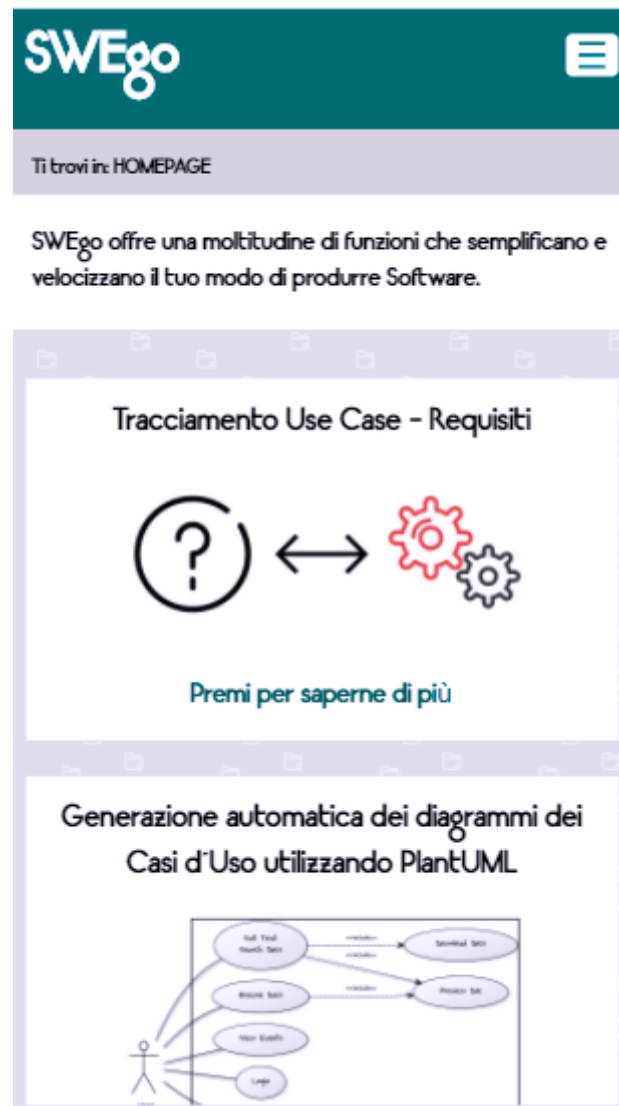 SWEgo
Ti trovi in: HOMEPAGE
SWEgo offre una moltitudine di funzioni che semplificano e
velocizzano il tuo modo di produrre Software.
Tracciamento Use Case - Requisiti
?
Premi per saperne di più
Generazione automatica dei diagrammi dei
Casi d'Uso utilizzando PlantUML
Login